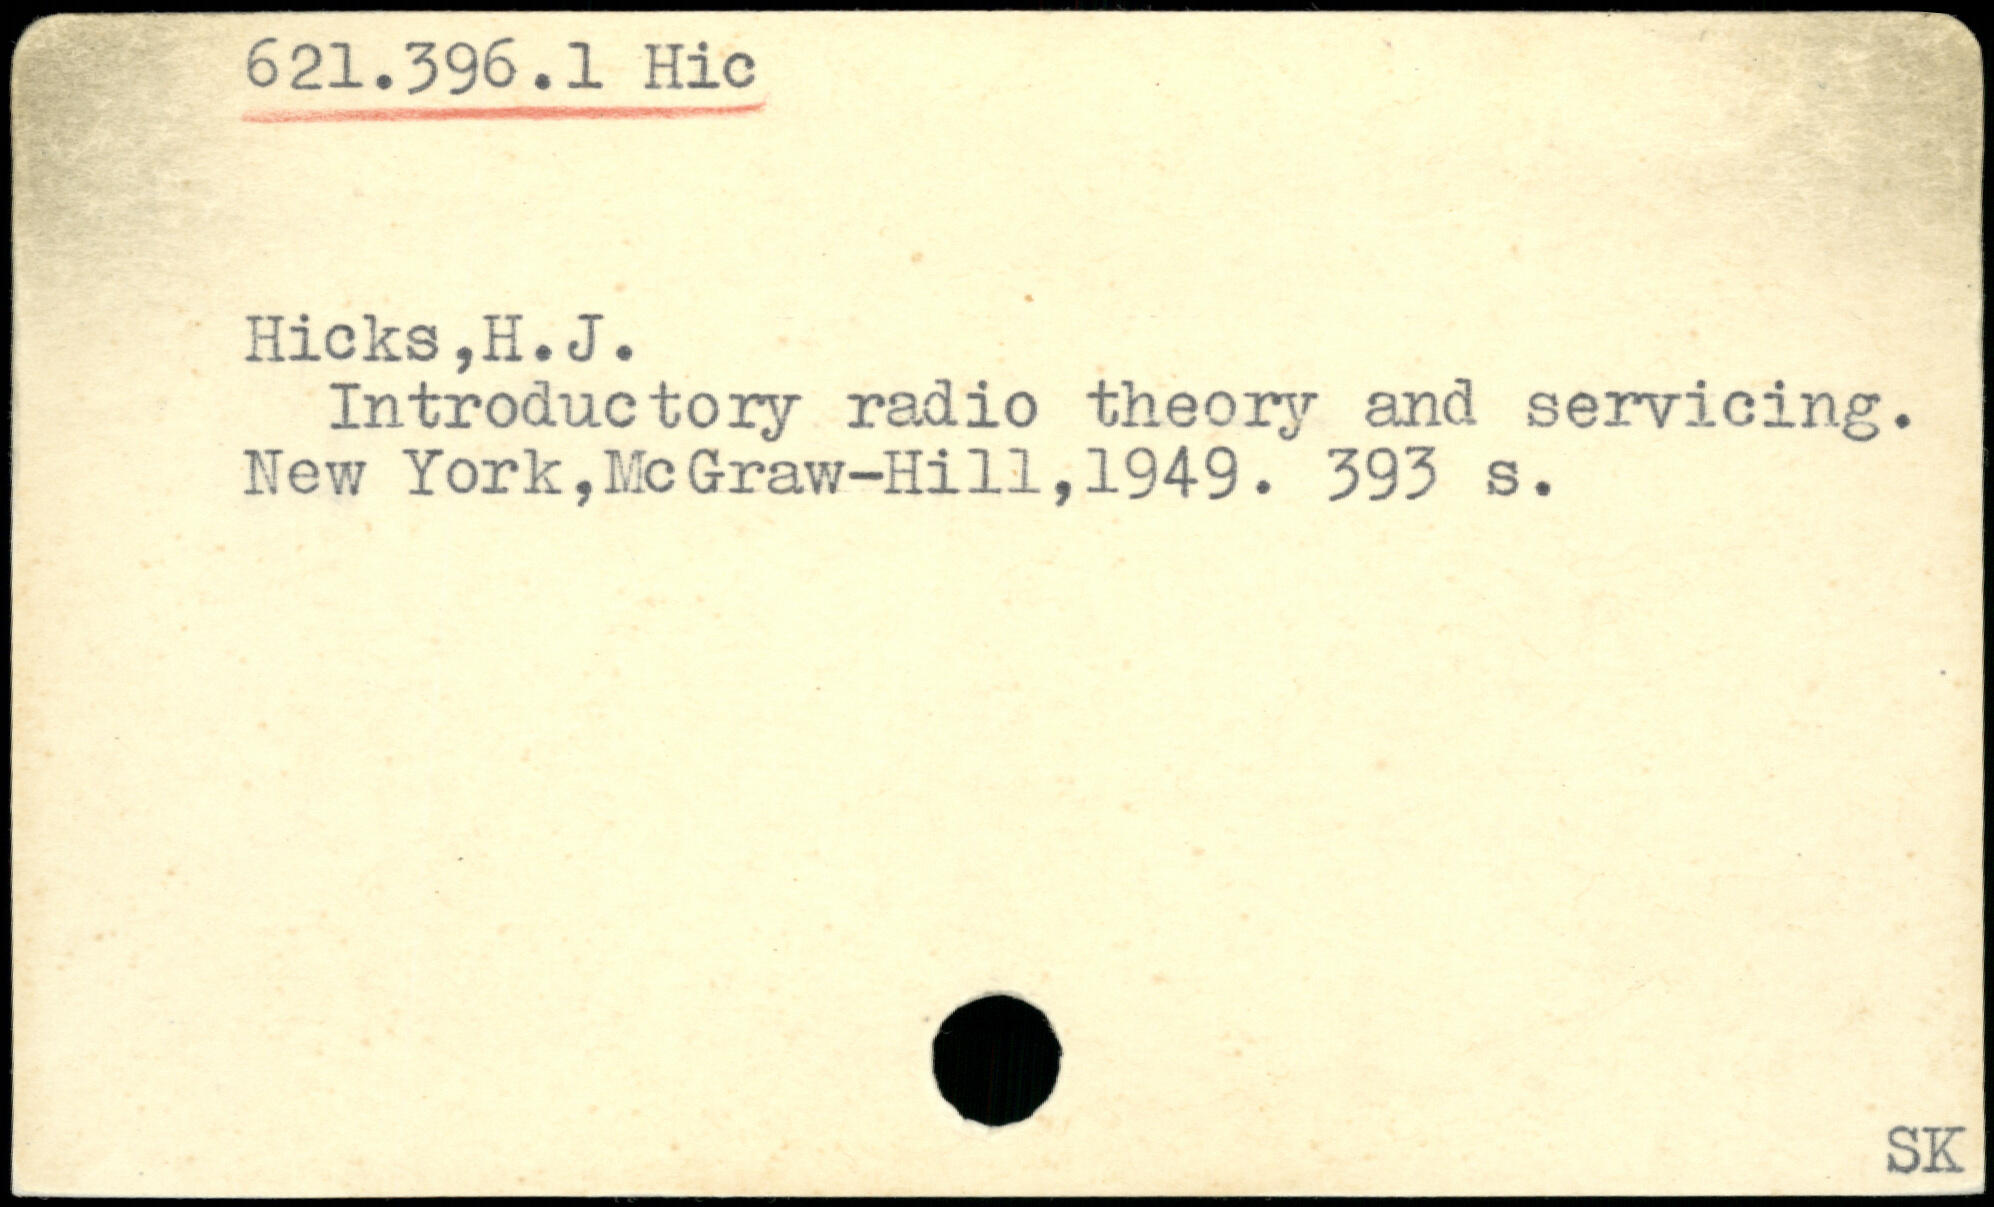 621.396.1 Hic
Hicks,H.J.
Introductory radio theory and servicing.
New York,McGraw-Hill,1949. 393 s.
SK